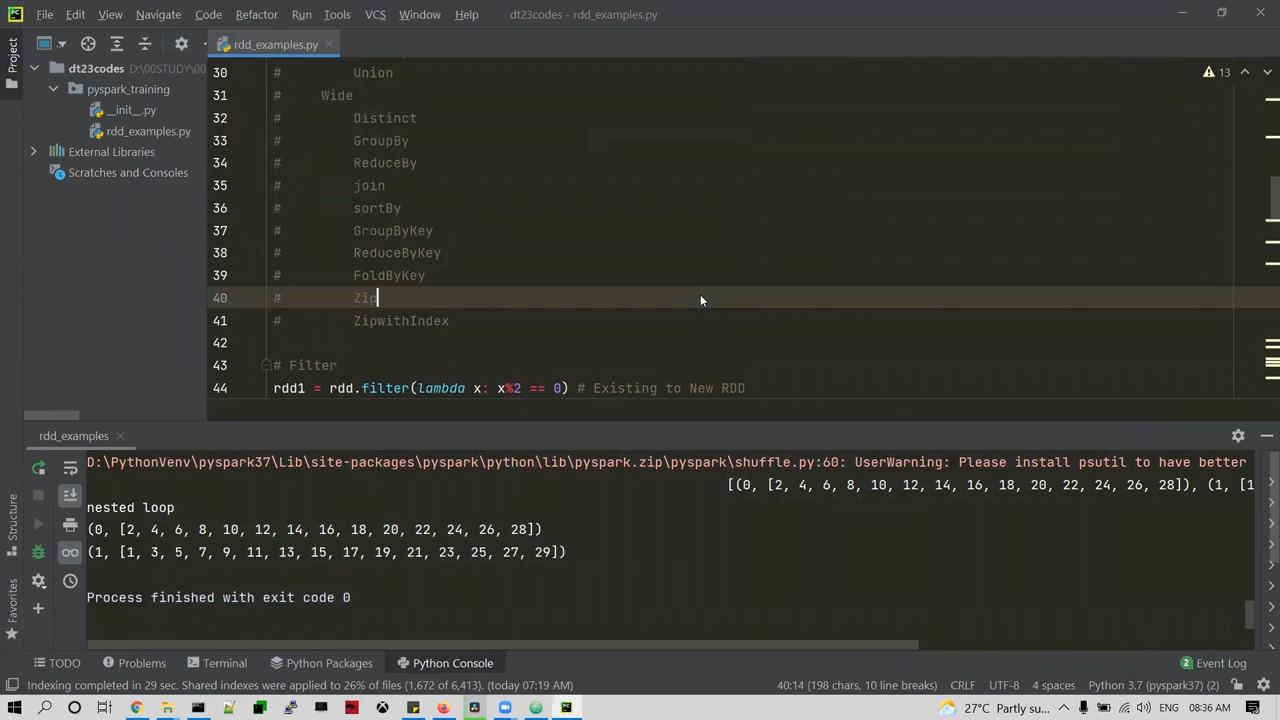 File Edit View Navigate Code Refactor Run Tools VCS Window Help dt23codes - rdd_examples.py
Project
rdd_examples.py
dt23codes D:\00STUDY\00
pyspark_training
__init__.py
rdd_examples.py
External Libraries
Scratches and Consoles
13
30 # Union
31 # Wide
32 # Distinct
33 # GroupBy
34 # ReduceBy
35 # join
36 # sortBy
37 # GroupByKey
38 # ReduceByKey
39 # FoldByKey
40 # Zip
41 # ZipwithIndex
42
43 # Filter
44 rdd1 = rdd.filter(lambda x: x%2 == 0) # Existing to New RDD
rdd_examples
D:\PythonVenv\pyspark37\Lib\site-packages\pyspark\python\lib\pyspark.zip\pyspark\shuffle.py:60: UserWarning: Please install psutil to have better
[(0, [2, 4, 6, 8, 10, 12, 14, 16, 18, 20, 22, 24, 26, 28]), (1, [1
nested loop
(0, [2, 4, 6, 8, 10, 12, 14, 16, 18, 20, 22, 24, 26, 28])
(1, [1, 3, 5, 7, 9, 11, 13, 15, 17, 19, 21, 23, 25, 27, 29])
Process finished with exit code 0
Structure
Favorites
TODO Problems Terminal Python Packages Python Console 2 Event Log
Indexing completed in 29 sec. Shared indexes were applied to 26% of files (1,672 of 6,413). (today 07:19 AM) 40:14 (198 chars, 10 line breaks) CRLF UTF-8 4 spaces Python 3.7 (pyspark37) (2)
27°C Partly su... ENG 08:36 AM